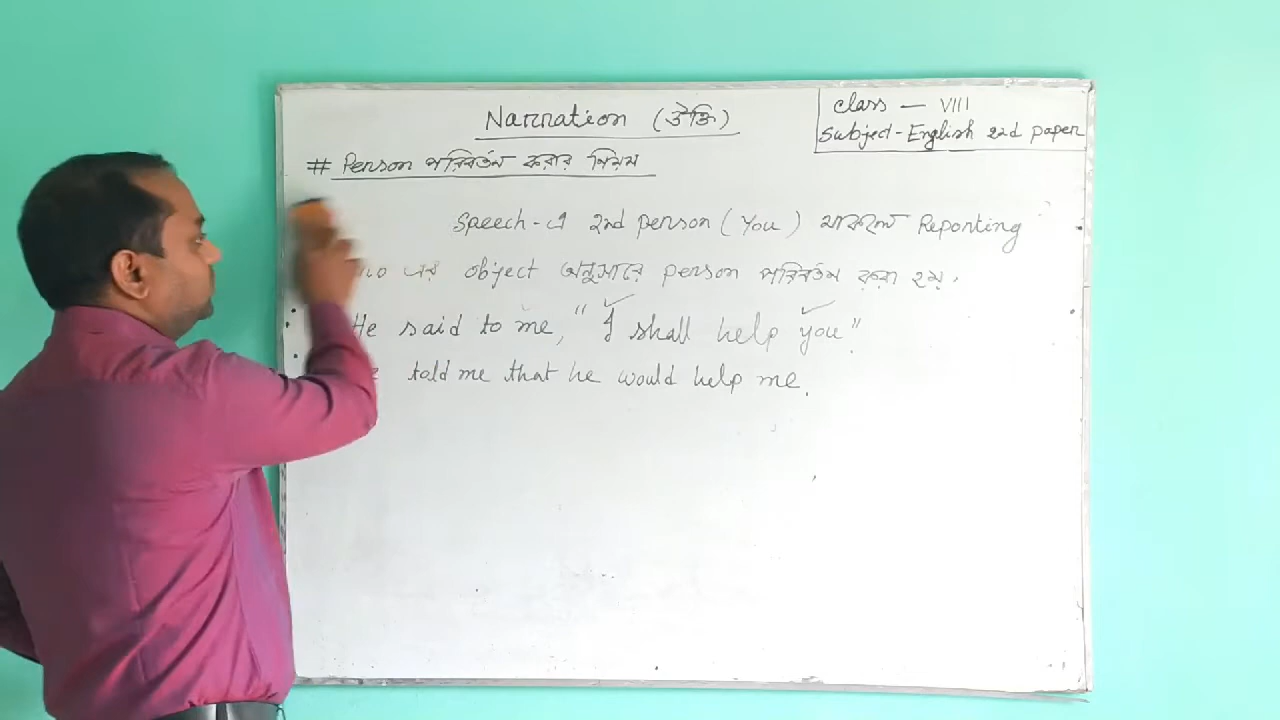 Narration (উক্তি)
class — VIII
Subject - English 2nd paper
# Person পরিবর্তন করার নিয়ম
Speech-এ 2nd person (You) থাকলে Reporting
এর object অনুসারে person পরিবর্তন করা হয়.
He said to me, "I shall help you".
told me that he would help me.